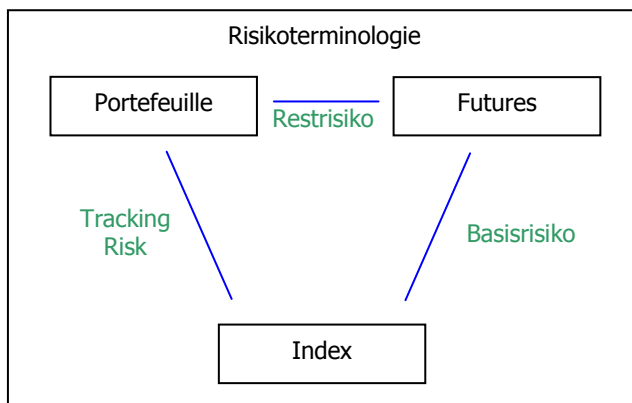 Risikoterminologie
Portefeuille
Futures
Restrisiko
Tracking
Risk
Basisrisiko
Index